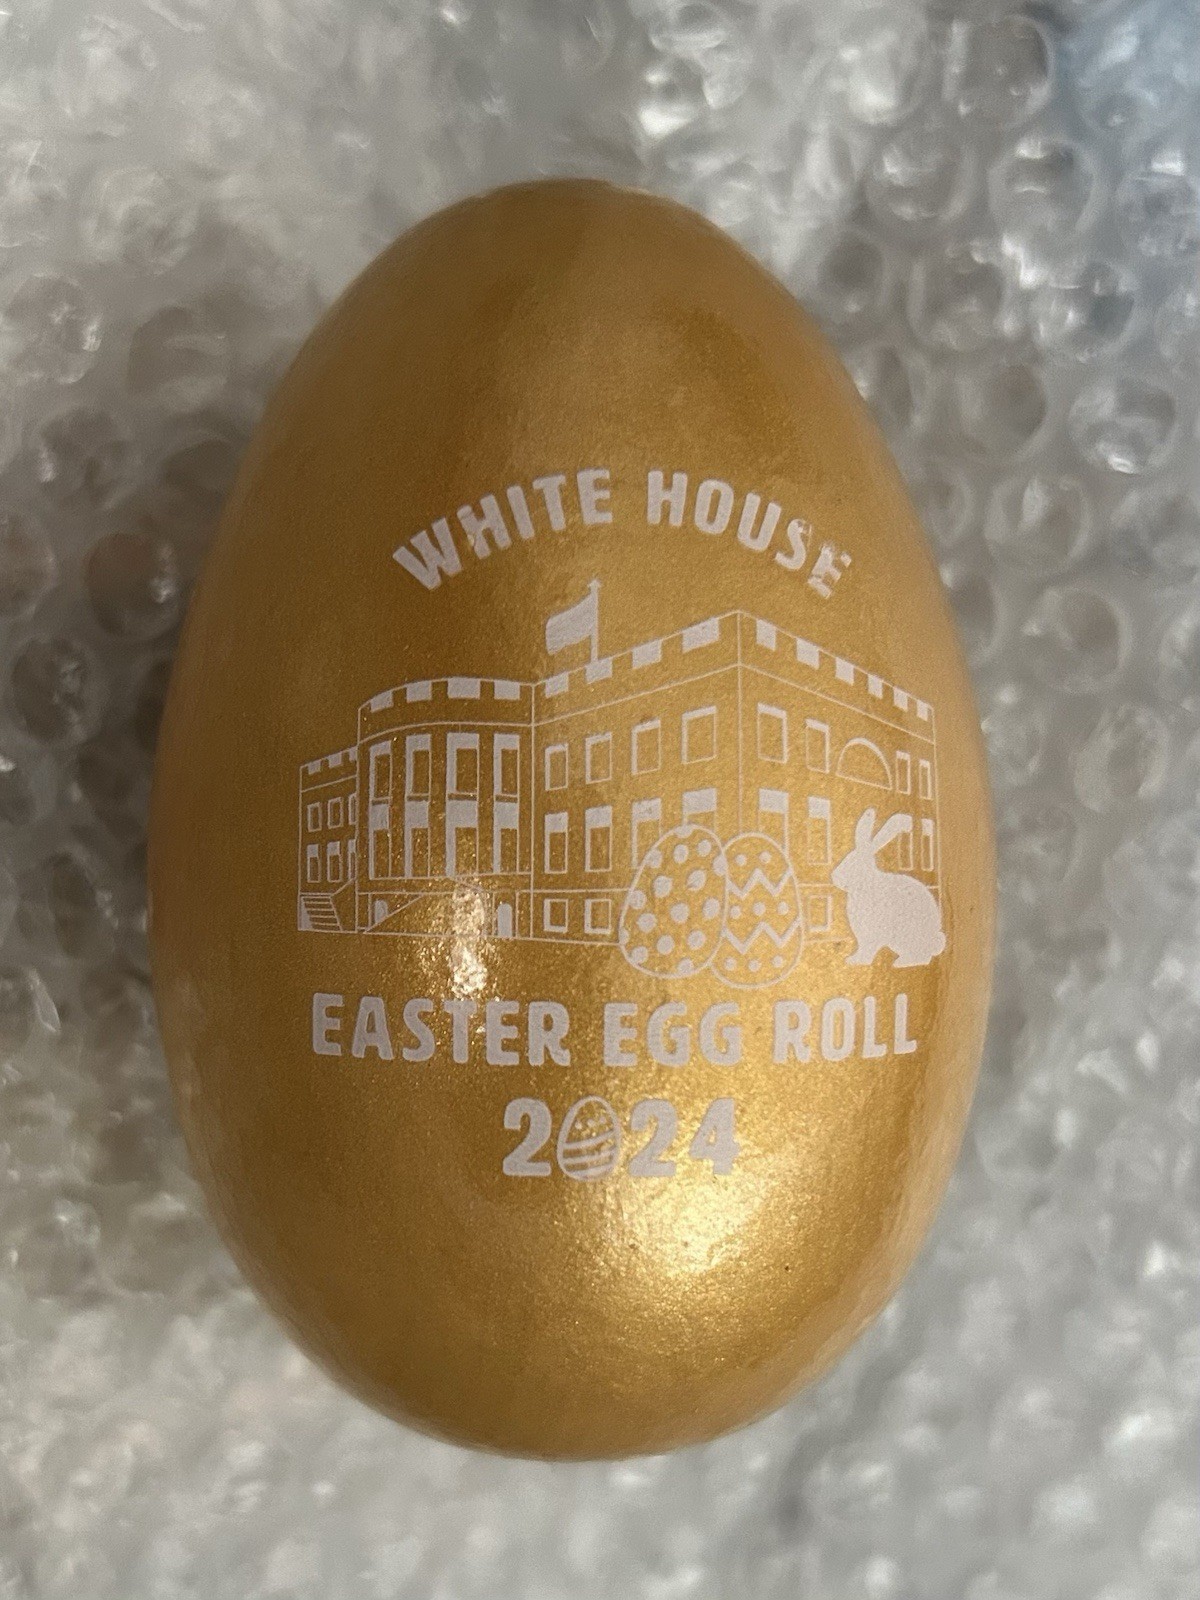 WHITE HOUSE
EASTER EGG ROLL
2024